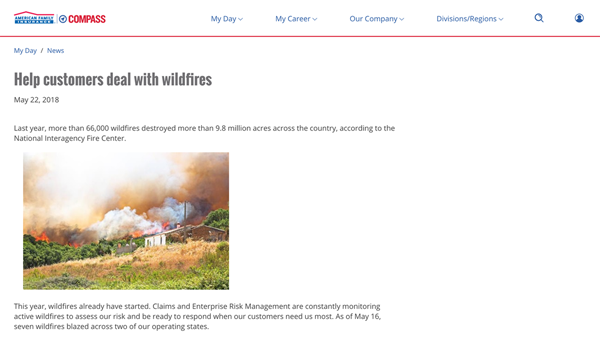 AMERICAN FAMILY
INSURANCE
COMPASS
My Day
My Career
Our Company
Divisions/Regions
My Day / News
Help customers deal with wildfires
May 22, 2018
Last year, more than 66,000 wildfires destroyed more than 9.8 million acres across the country, according to the
National Interagency Fire Center.
This year, wildfires already have started. Claims and Enterprise Risk Management are constantly monitoring
active wildfires to assess our risk and be ready to respond when our customers need us most. As of May 16,
seven wildfires blazed across two of our operating states.